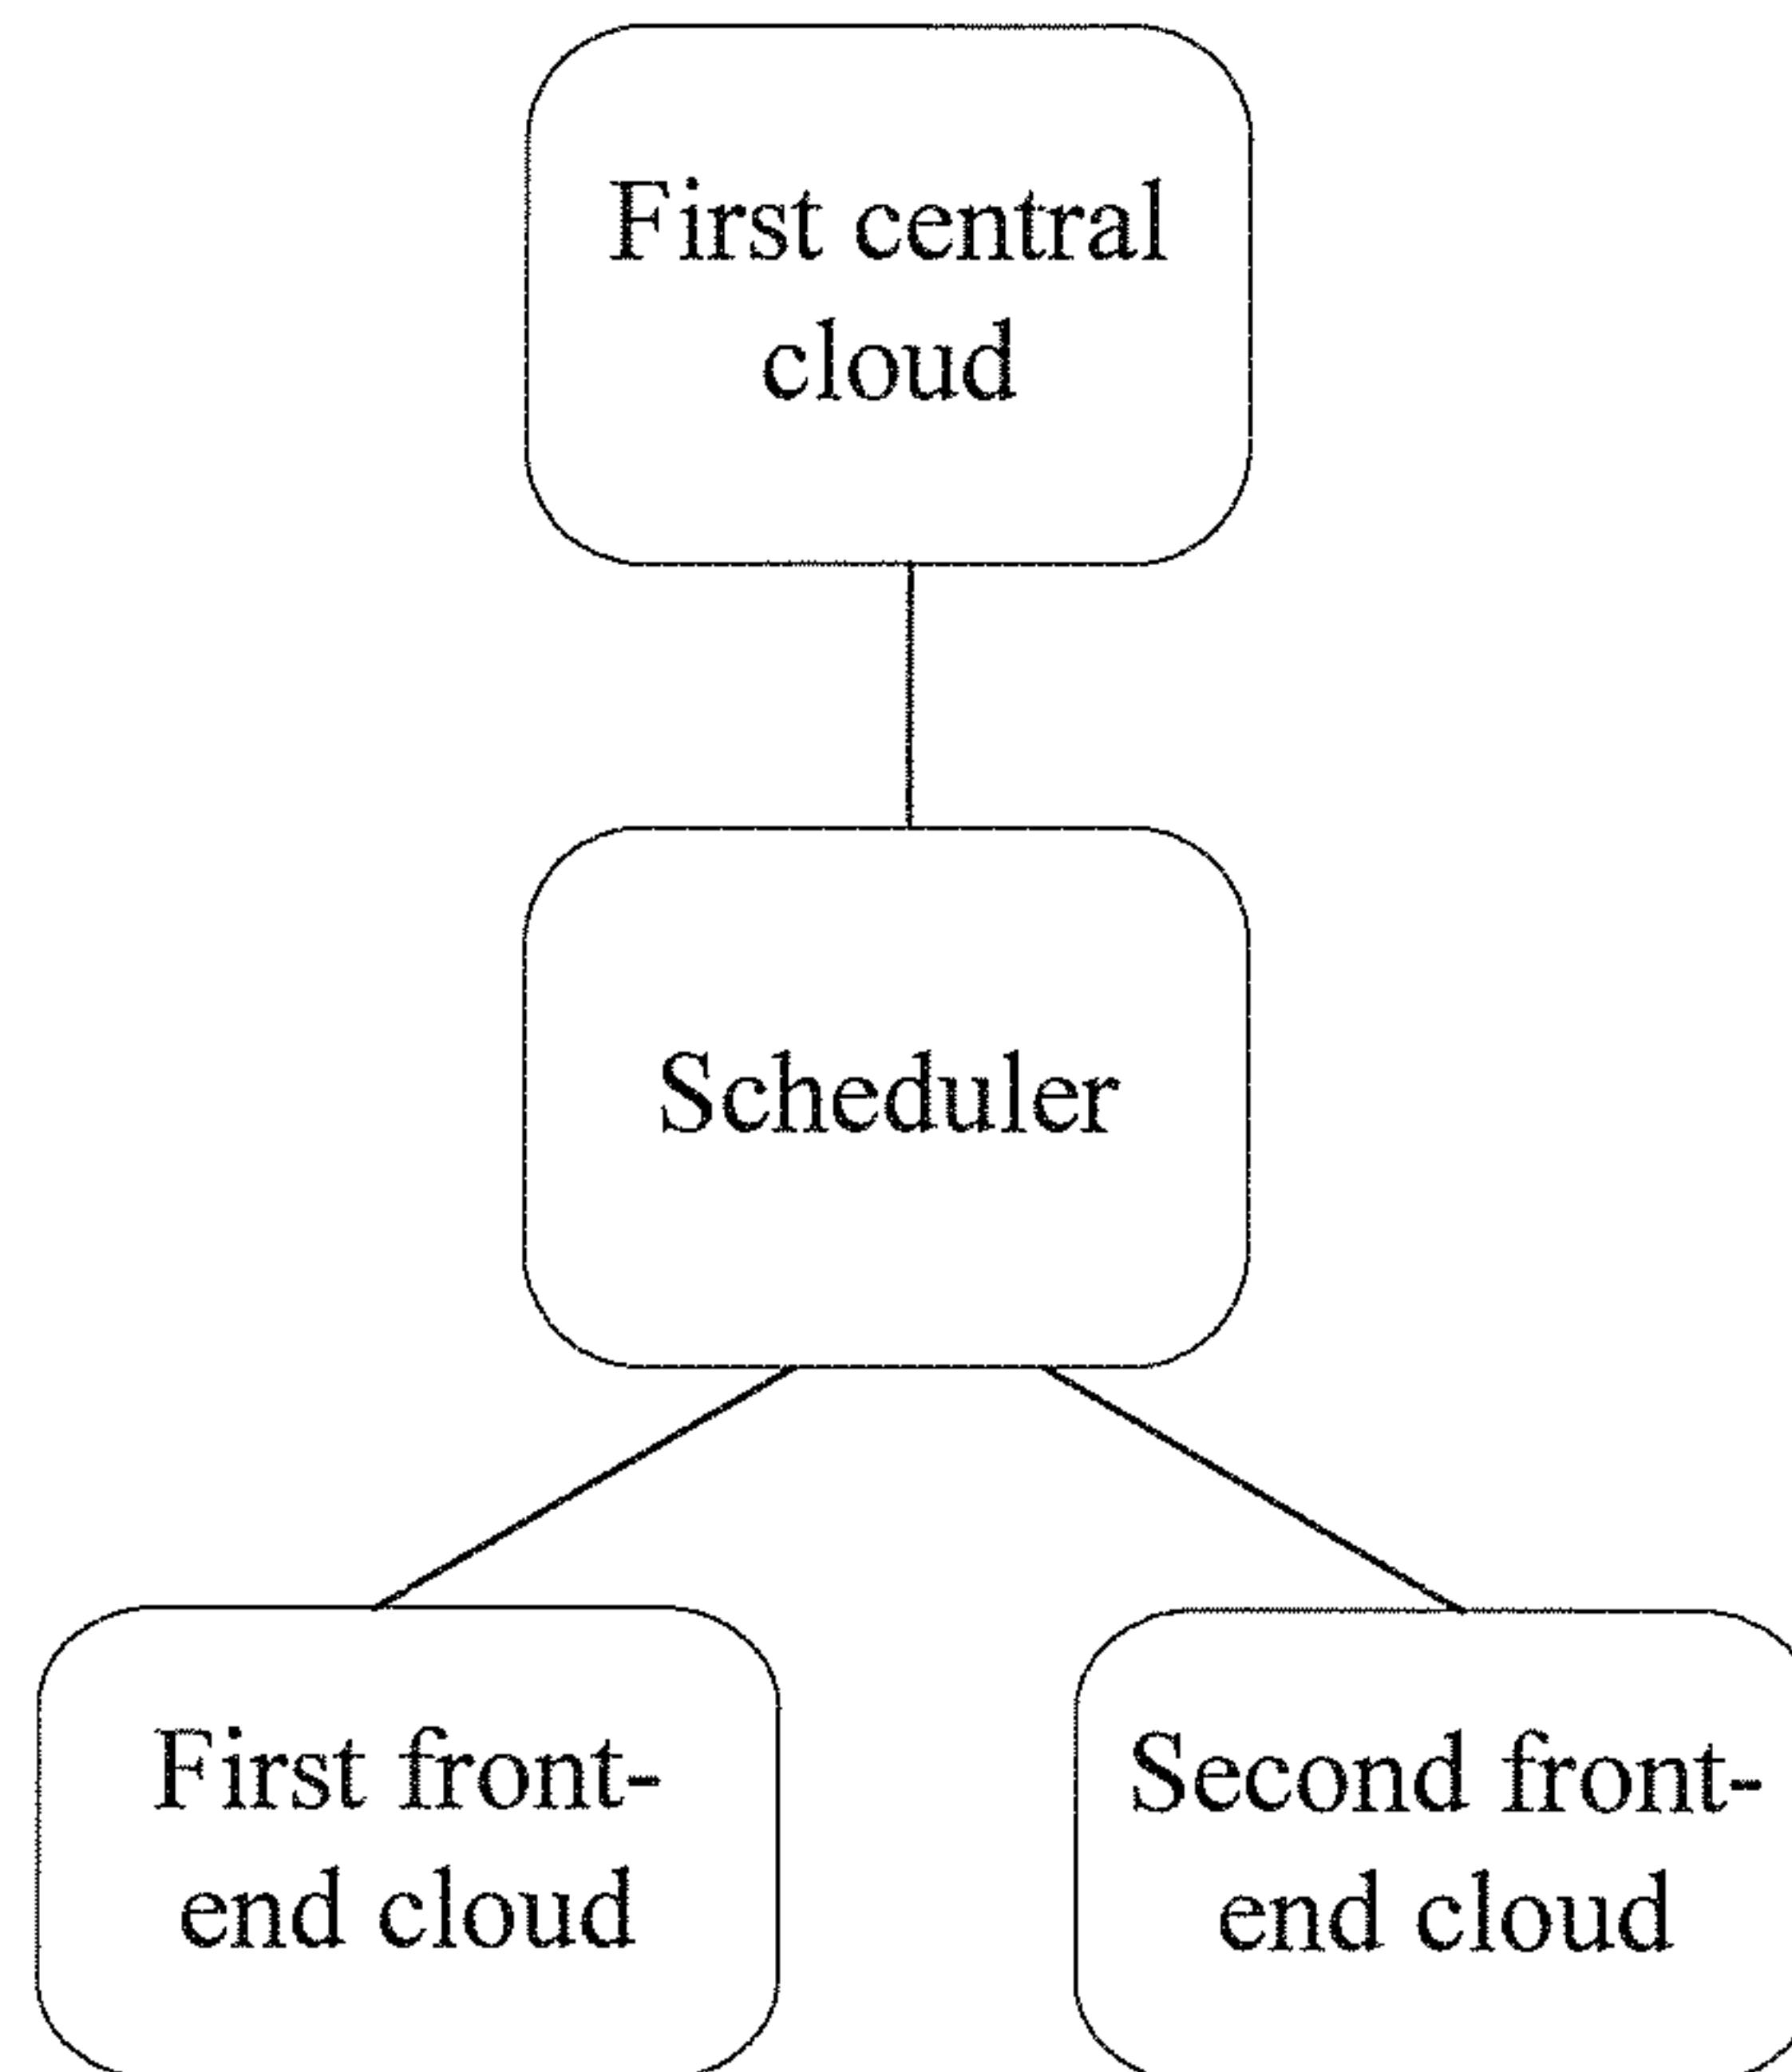 First central
cloud
Scheduler
First front-
end cloud
Second front-
end cloud